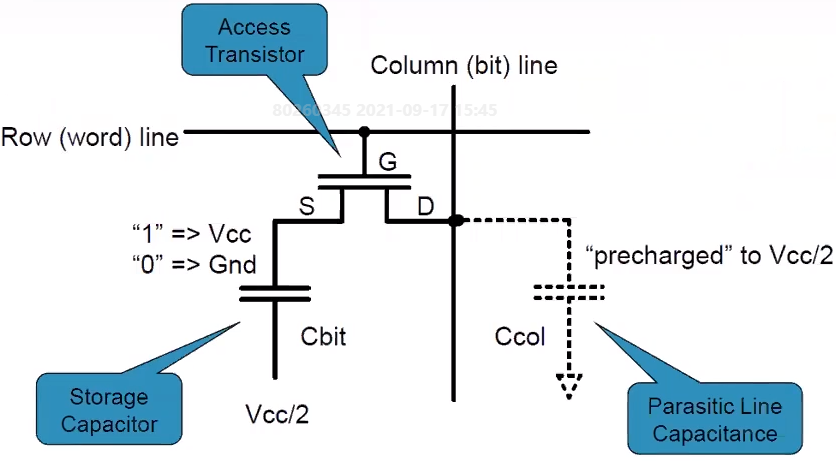 Access
Transistor
Column (bit) line
80260345 2021-09-17 15:45
Row (word) line
G
S
D
“1” => Vcc
“0” => Gnd
“precharged” to Vcc/2
Cbit
Ccol
Storage
Capacitor
Vcc/2
Parasitic Line
Capacitance